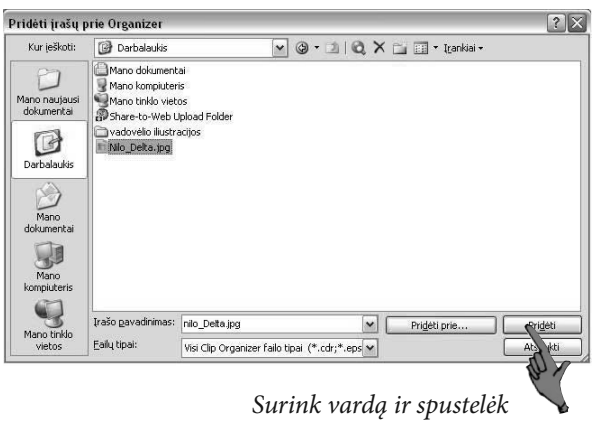 Pridėti įrašų prie Organizer
Kur ieškoti:
Darbalaukis
Įrankiai
Mano naujausi
dokumentai
Darbalaukis
Mano
dokumentai
Mano
kompiuteris
Mano tinklo
vietos
Mano dokumentai
Mano kompiuteris
Mano tinklo vietos
Share-to-Web Upload Folder
vadovėlio iliustracijos
Nilo_Delta.jpg
Įrašo pavadinimas:
nilo_Delta.jpg
Pridėti prie...
Pridėti
Failų tipai:
Visi Clip Organizer failo tipai (*.cdr;*.eps
Surink vardą ir spustelėk